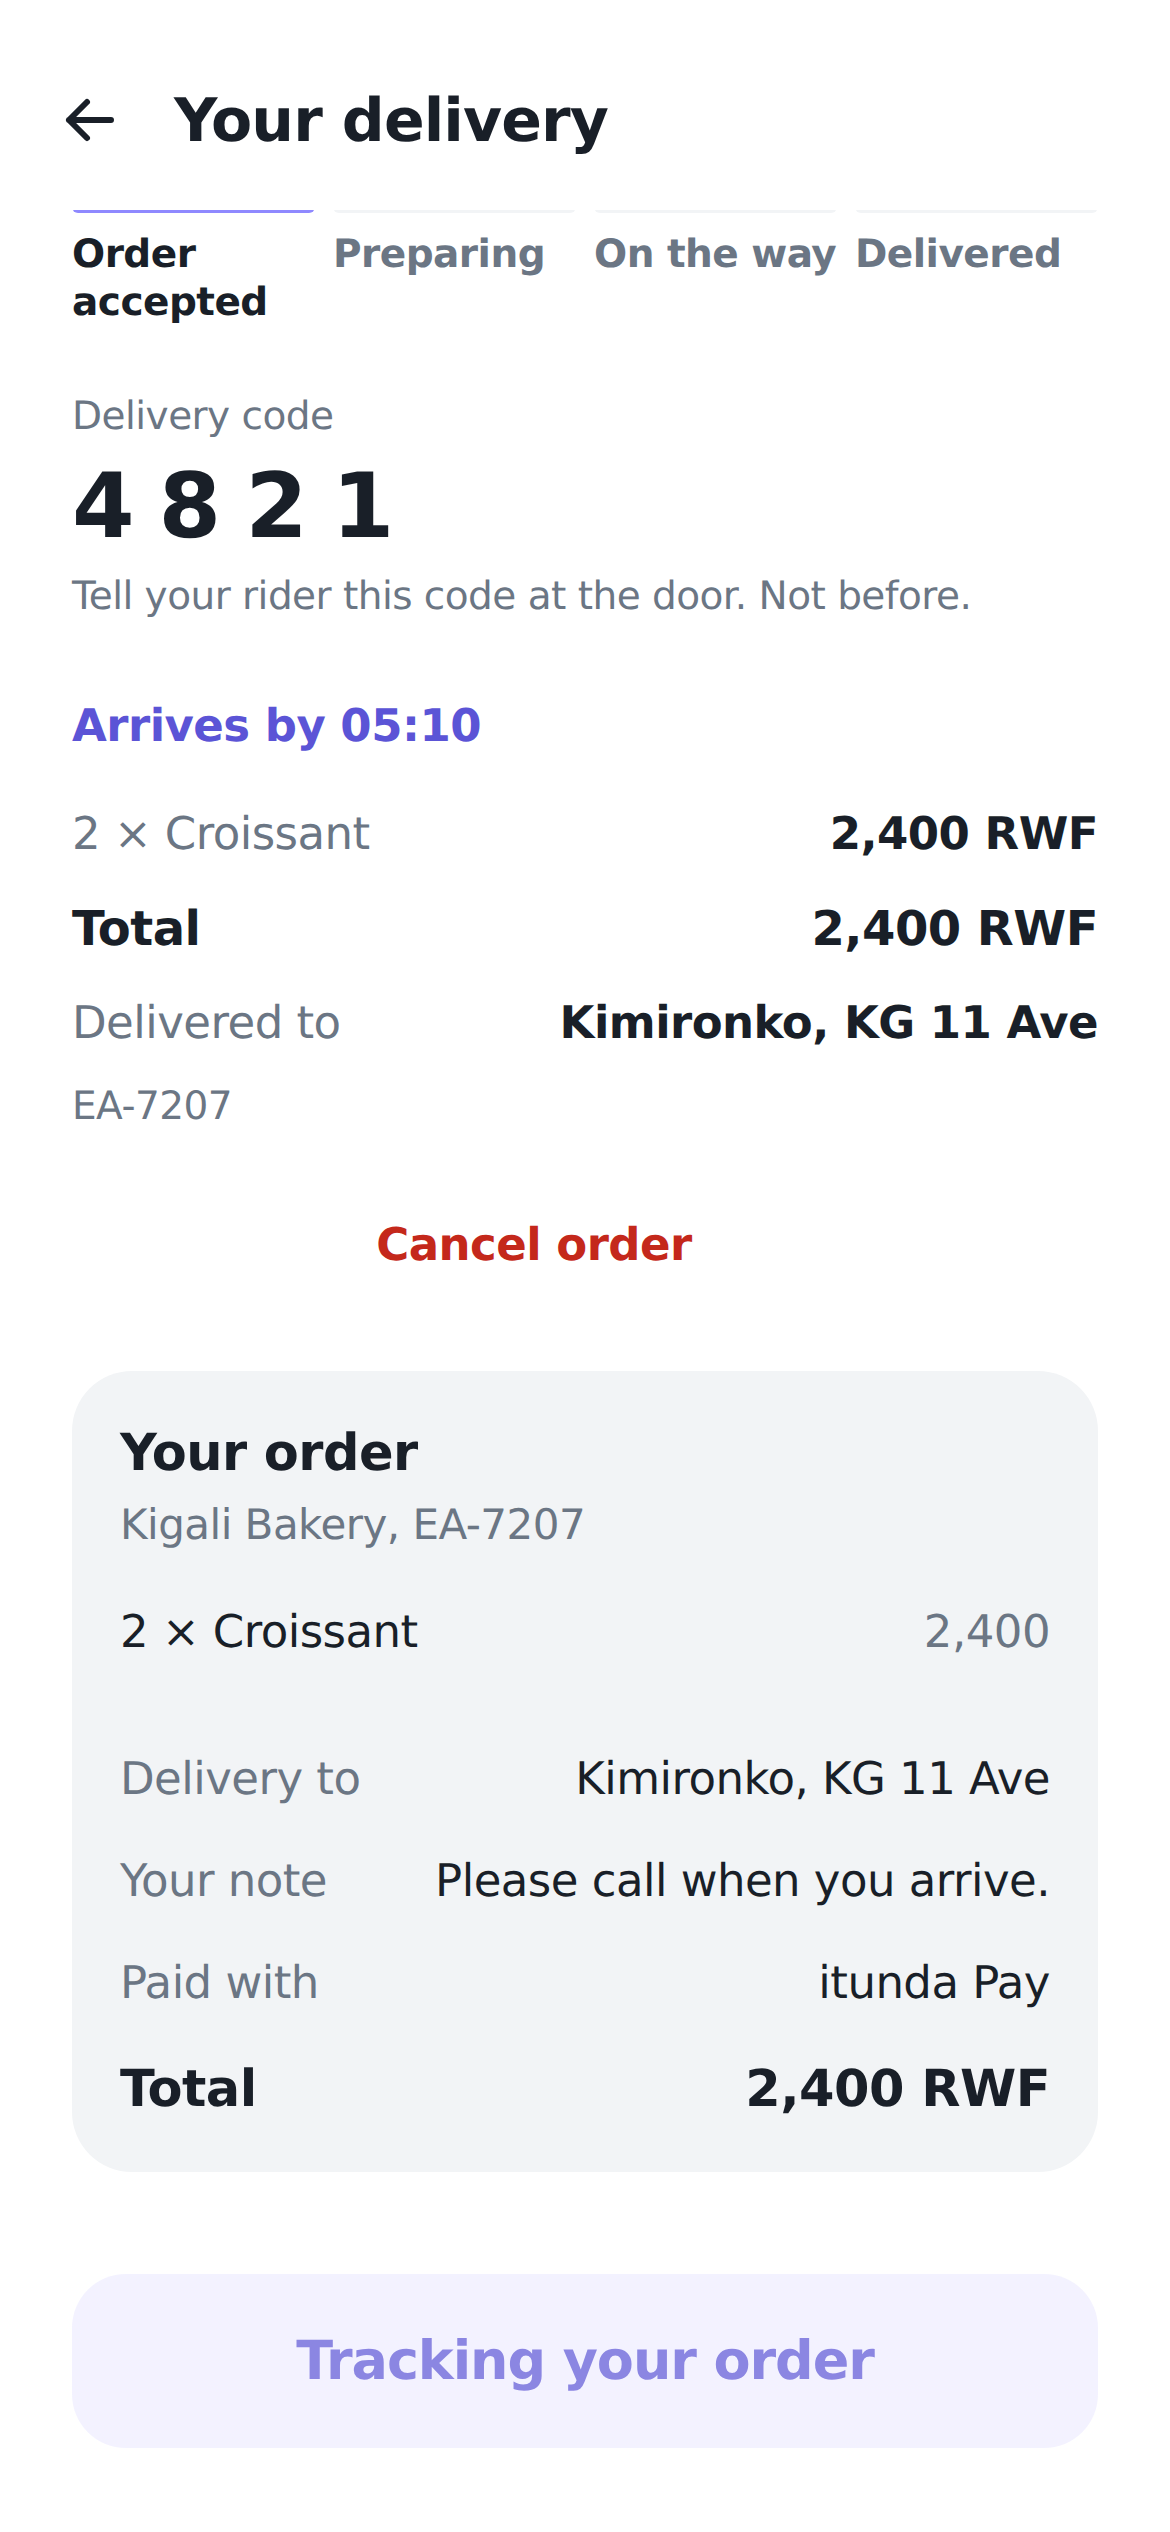 Your delivery
Order accepted
Preparing
On the way
Delivered
Delivery code
4 8 2 1
Tell your rider this code at the door. Not before.
Arrives by 05:10
2 × Croissant 2,400 RWF
Total 2,400 RWF
Delivered to Kimironko, KG 11 Ave
EA-7207
Cancel order
Your order
Kigali Bakery, EA-7207
2 × Croissant 2,400
Delivery to Kimironko, KG 11 Ave
Your note Please call when you arrive.
Paid with itunda Pay
Total 2,400 RWF
Tracking your order